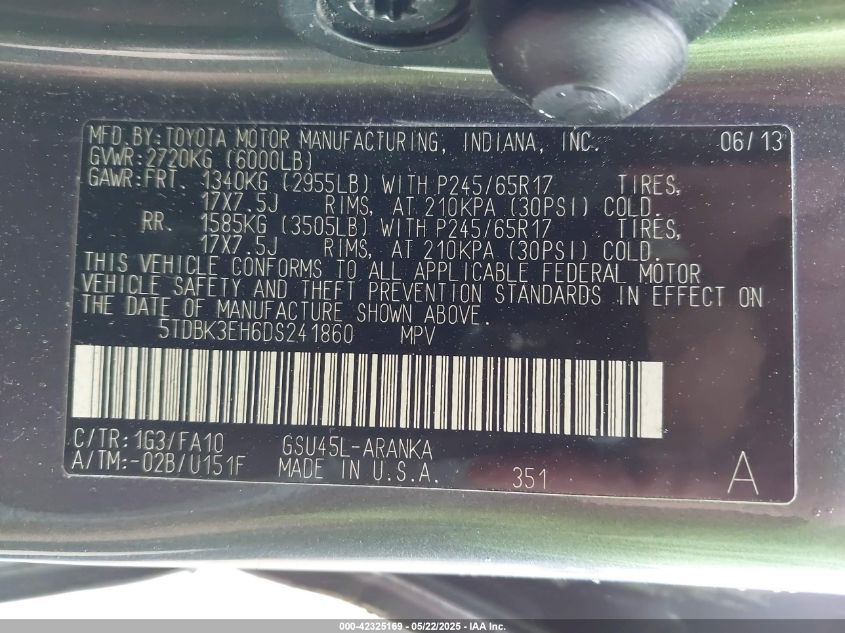 MFD.BY:TOYOTA MOTOR MANUFACTURING, INDIANA, INC. 06/13
GVWR:2720KG (6000LB)
GAWR:FRT. 1340KG (2955LB) WITH P245/65R17 TIRES,
17X7.5J RIMS, AT 210KPA (30PSI) COLD.
RR. 1585KG (3505LB) WITH P245/65R17 TIRES,
17X7.5J RIMS, AT 210KPA (30PSI) COLD.
THIS VEHICLE CONFORMS TO ALL APPLICABLE FEDERAL MOTOR
VEHICLE SAFETY AND THEFT PREVENTION STANDARDS IN EFFECT ON
THE DATE OF MANUFACTURE SHOWN ABOVE.
5TDBK3EH6DS241860 MPV
C/TR:1G3/FA10 GSU45L-ARANKA
A/TM:-02B/U151F MADE IN U.S.A. 351 A
000-42325169 - 05/22/2025 - IAA Inc.